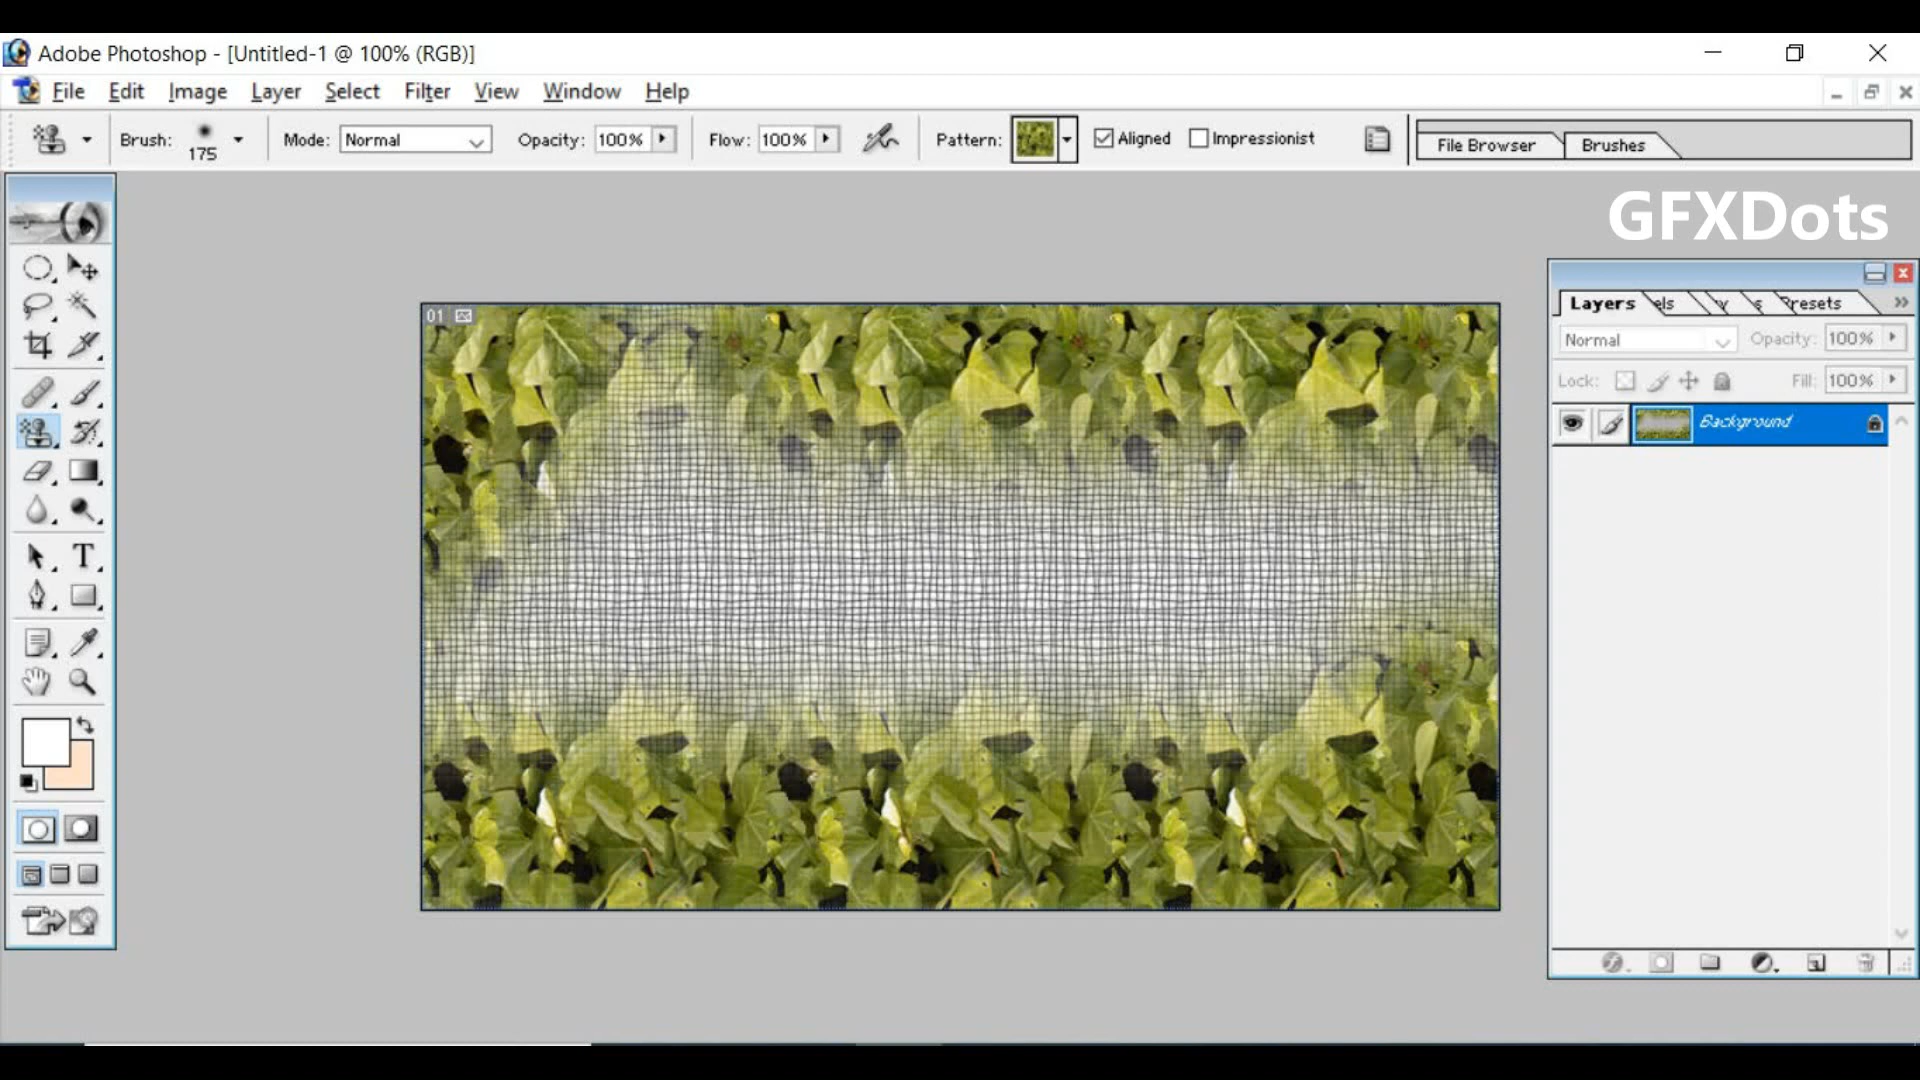 Adobe Photoshop - [Untitled-1 @ 100% (RGB)]
File Edit Image Layer Select Filter View Window Help
Brush: 175 Mode: Normal Opacity: 100% Flow: 100% Pattern: Aligned Impressionist File Browser Brushes
GFXDots
Layers els Presets
Normal Opacity: 100%
Lock: Fill: 100%
Background
01
T